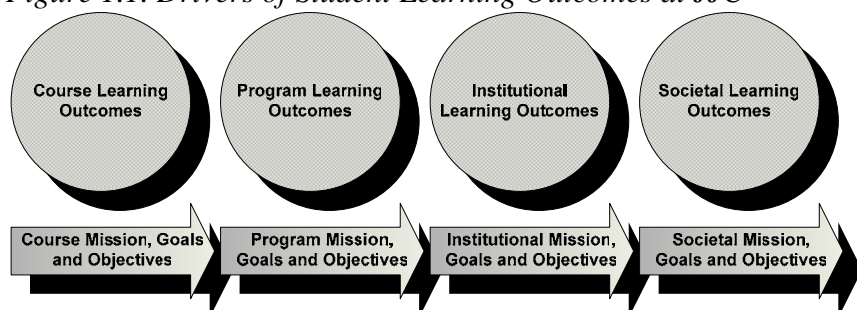 Figure 1.1. Drivers of Student Learning Outcomes at JJC
Course Learning
Outcomes
Program Learning
Outcomes
Institutional
Learning Outcomes
Societal Learning
Outcomes
Course Mission, Goals
and Objectives
Program Mission,
Goals and Objectives
Institutional Mission,
Goals and Objectives
Societal Mission,
Goals and Objectives